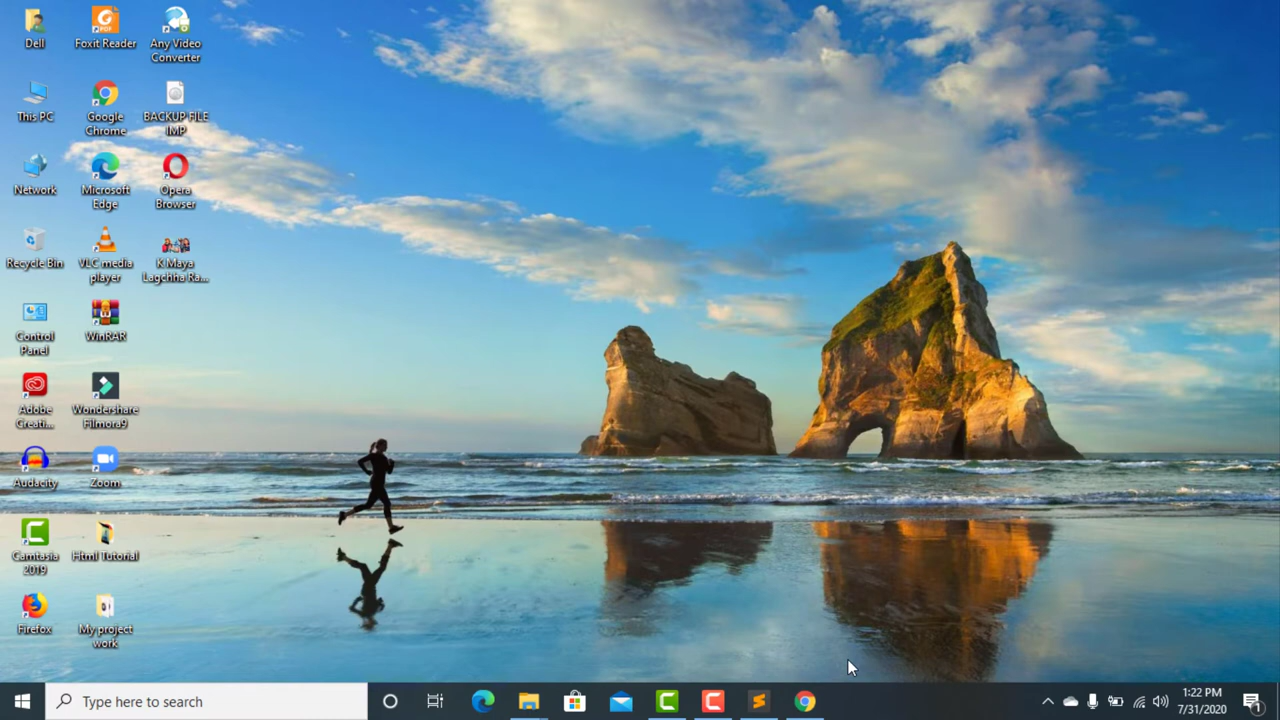 Dell
Foxit Reader
Any Video
Converter
This PC
Google
Chrome
BACKUP FILE
IMP
Network
Microsoft
Edge
Opera
Browser
Recycle Bin
VLC media
player
K Maya
Lagchha Ra...
Control
Panel
WinRAR
Adobe
Creati...
Wondershare
Filmora9
Audacity
Zoom
Camtasia
2019
Html Tutorial
Firefox
My project
work
Type here to search
1:22 PM
7/31/2020
1